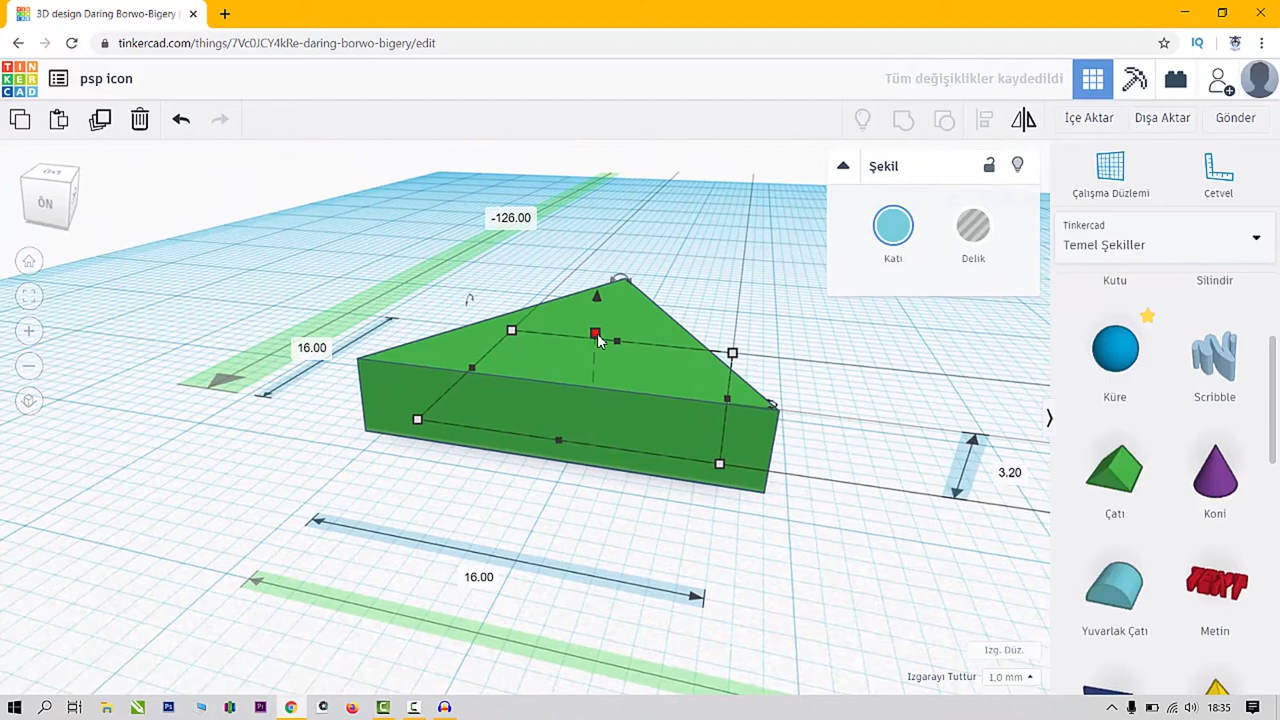 3D design Daring Borwo-Bigery |
tinkercad.com/things/7Vc0JCY4kRe-daring-borwo-bigery/edit
IQ
TIN
KER
CAD
psp icon
Tüm değişiklikler kaydedildi
İçe Aktar
Dışa Aktar
Gönder
ÜST
ÖN
Şekil
Katı
Delik
Çalışma Düzlemi
Cetvel
Tinkercad
Temel Şekiller
Kutu
Silindir
Küre
Scribble
Çatı
Koni
TEXT
Yuvarlak Çatı
Metin
-126.00
16.00
3.20
16.00
Izg. Düz.
Izgarayı Tuttur
1,0 mm
18:35